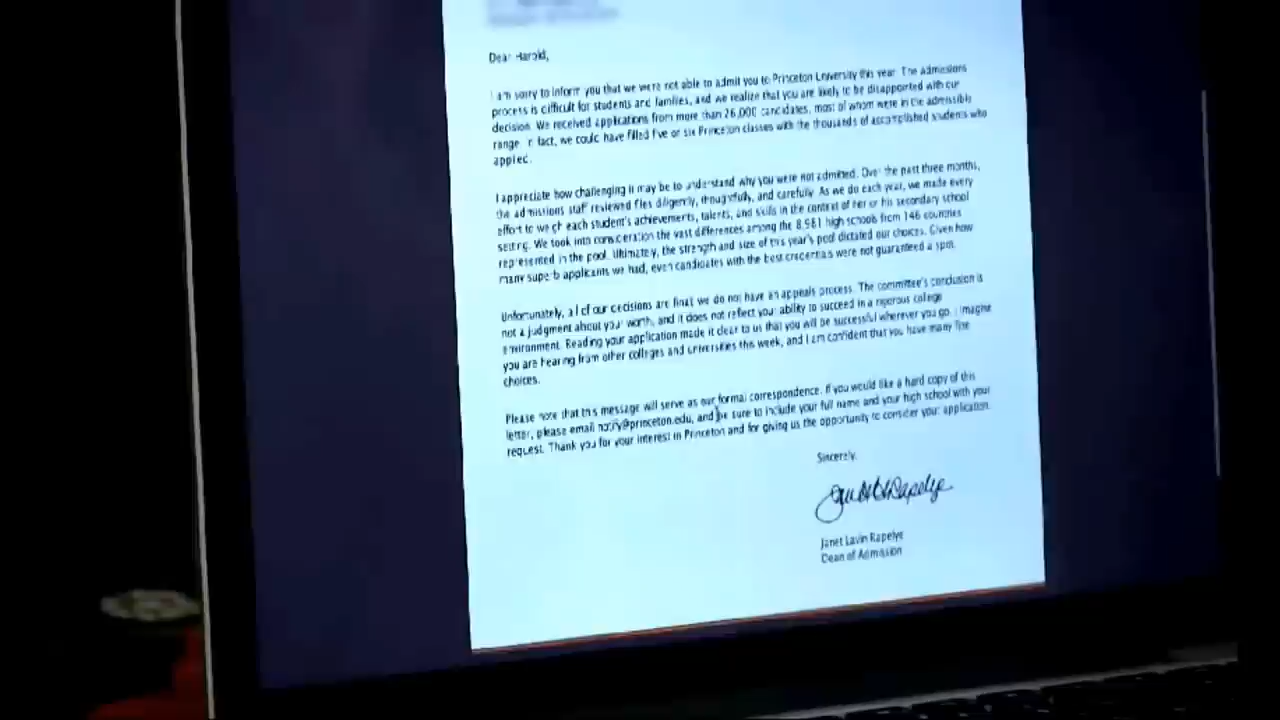 Dear Harold,
I am sorry to inform you that we were not able to admit you to Princeton University this year. The admissions
process is difficult for students and families, and we realize that you are likely to be disappointed with our
decision. We received applications from more than 26,000 candidates, most of whom were in the admissible
range. In fact, we could have filled five or six Princeton classes with the thousands of accomplished students who
applied.
I appreciate how challenging it may be to understand why you were not admitted. Over the past three months,
the admissions staff reviewed files diligently, thoughtfully, and carefully. As we do each year, we made every
effort to weigh each student's achievements, talents, and skills in the context of her or his secondary school
setting. We took into consideration the vast differences among the 8,981 high schools from 146 countries
represented in the pool. Ultimately, the strength and size of this year's pool dictated our choices. Given how
many superb applicants we had, even candidates with the best credentials were not guaranteed a spot.
Unfortunately, all of our decisions are final; we do not have an appeals process. The committee's conclusion is
not a judgment about your worth, and it does not reflect your ability to succeed in a rigorous college
environment. Reading your application made it clear to us that you will be successful wherever you go. I imagine
you are hearing from other colleges and universities this week, and I am confident that you have many fine
choices.
Please note that this message will serve as our formal correspondence. If you would like a hard copy of this
letter, please email notify@princeton.edu, and be sure to include your full name and your high school with your
request. Thank you for your interest in Princeton and for giving us the opportunity to consider your application.
Sincerely,
Janet Lavin Rapelye
Dean of Admission